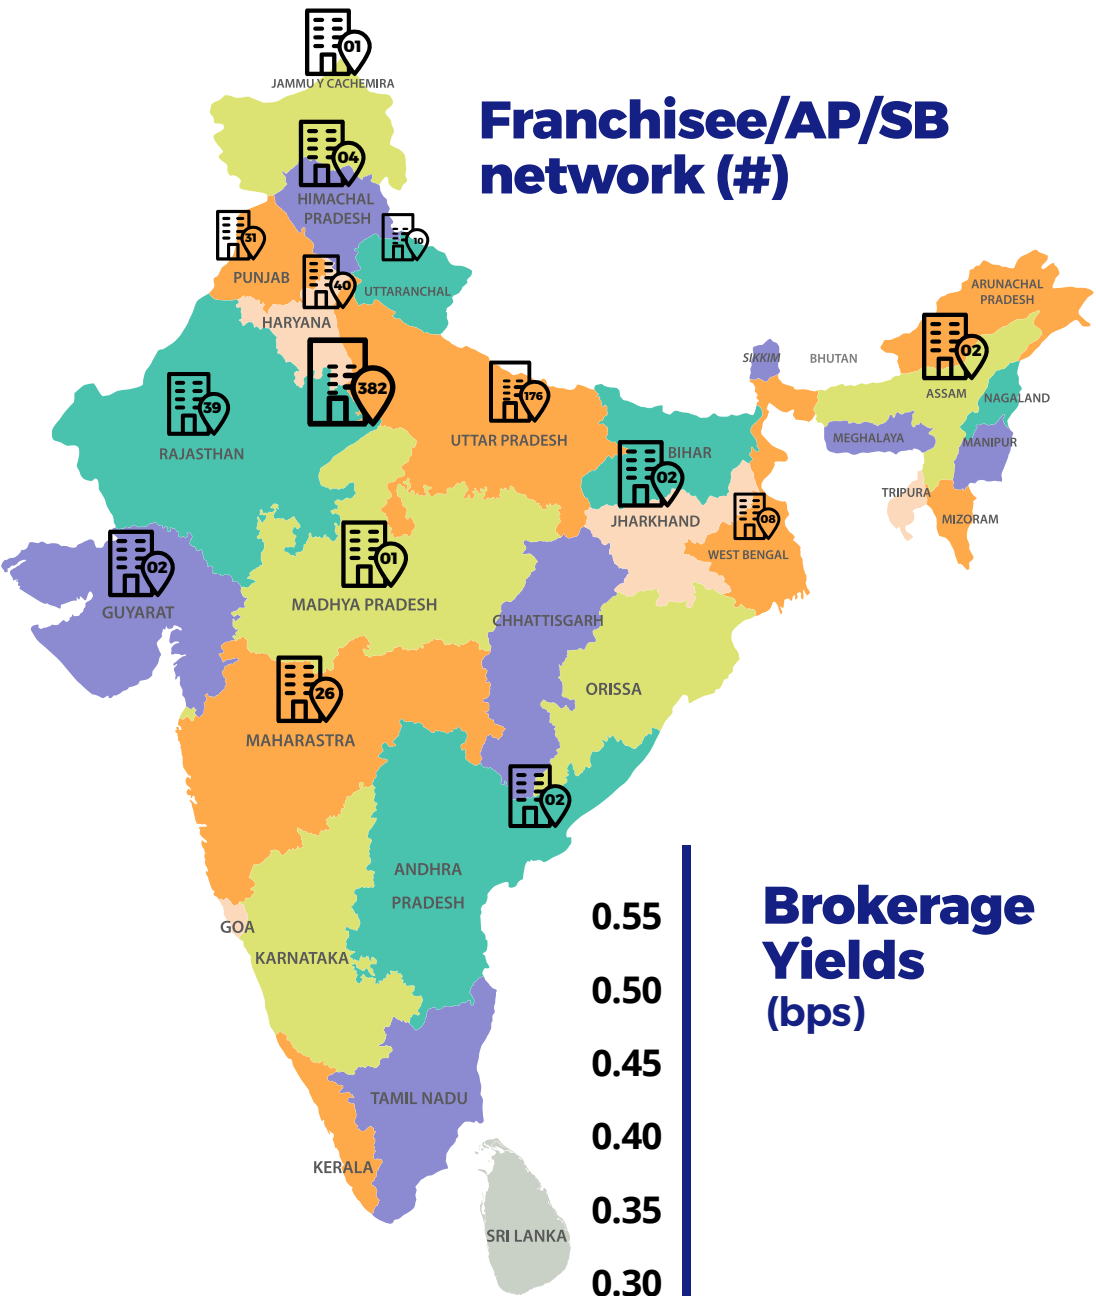 01
JAMMU Y CACHEMIRA
Franchisee/AP/SB
network (#)
04
HIMACHAL
PRADESH
31
PUNJAB
10
UTTARANCHAL
40
HARYANA
ARUNACHAL
PRADESH
02
ASSAM
SIKKIM
BHUTAN
NAGALAND
MEGHALAYA
MANIPUR
TRIPURA
MIZORAM
382
39
RAJASTHAN
176
UTTAR PRADESH
BIHAR
02
JHARKHAND
08
WEST BENGAL
02
GUYARAT
01
MADHYA PRADESH
CHHATTISGARH
ORISSA
26
MAHARASTRA
02
ANDHRA
PRADESH
GOA
KARNATAKA
TAMIL NADU
KERALA
SRI LANKA
Brokerage
Yields
(bps)
0.55
0.50
0.45
0.40
0.35
0.30